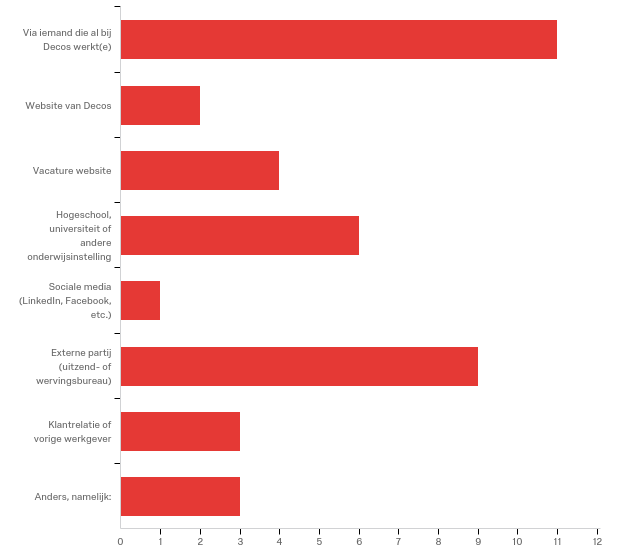 Via iemand die al bij
Decos werkt(e)
Website van Decos
Vacature website
Hogeschool,
universiteit of
andere
onderwijsinstelling
Sociale media
(LinkedIn, Facebook,
etc.)
Externe partij
(uitzend- of
wervingsbureau)
Klantrelatie of
vorige werkgever
Anders, namelijk:
0 1 2 3 4 5 6 7 8 9 10 11 12